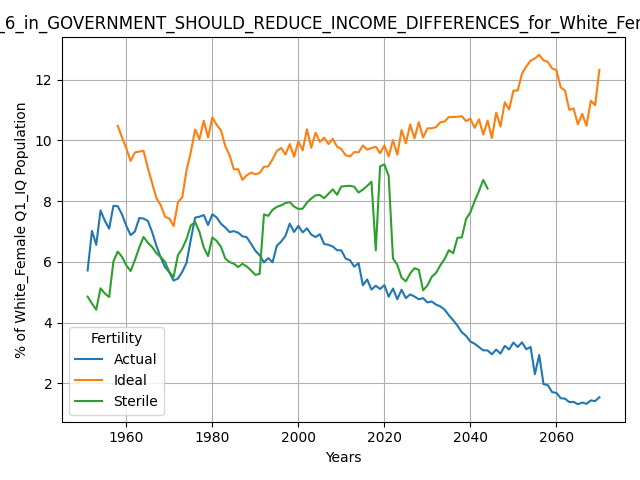 _6_in_GOVERNMENT_SHOULD_REDUCE_INCOME_DIFFERENCES_for_White_Fem
% of White_Female Q1_IQ Population
12
10
8
6
4
2
Fertility
Actual
Ideal
Sterile
1960 1980 2000 2020 2040 2060
Years